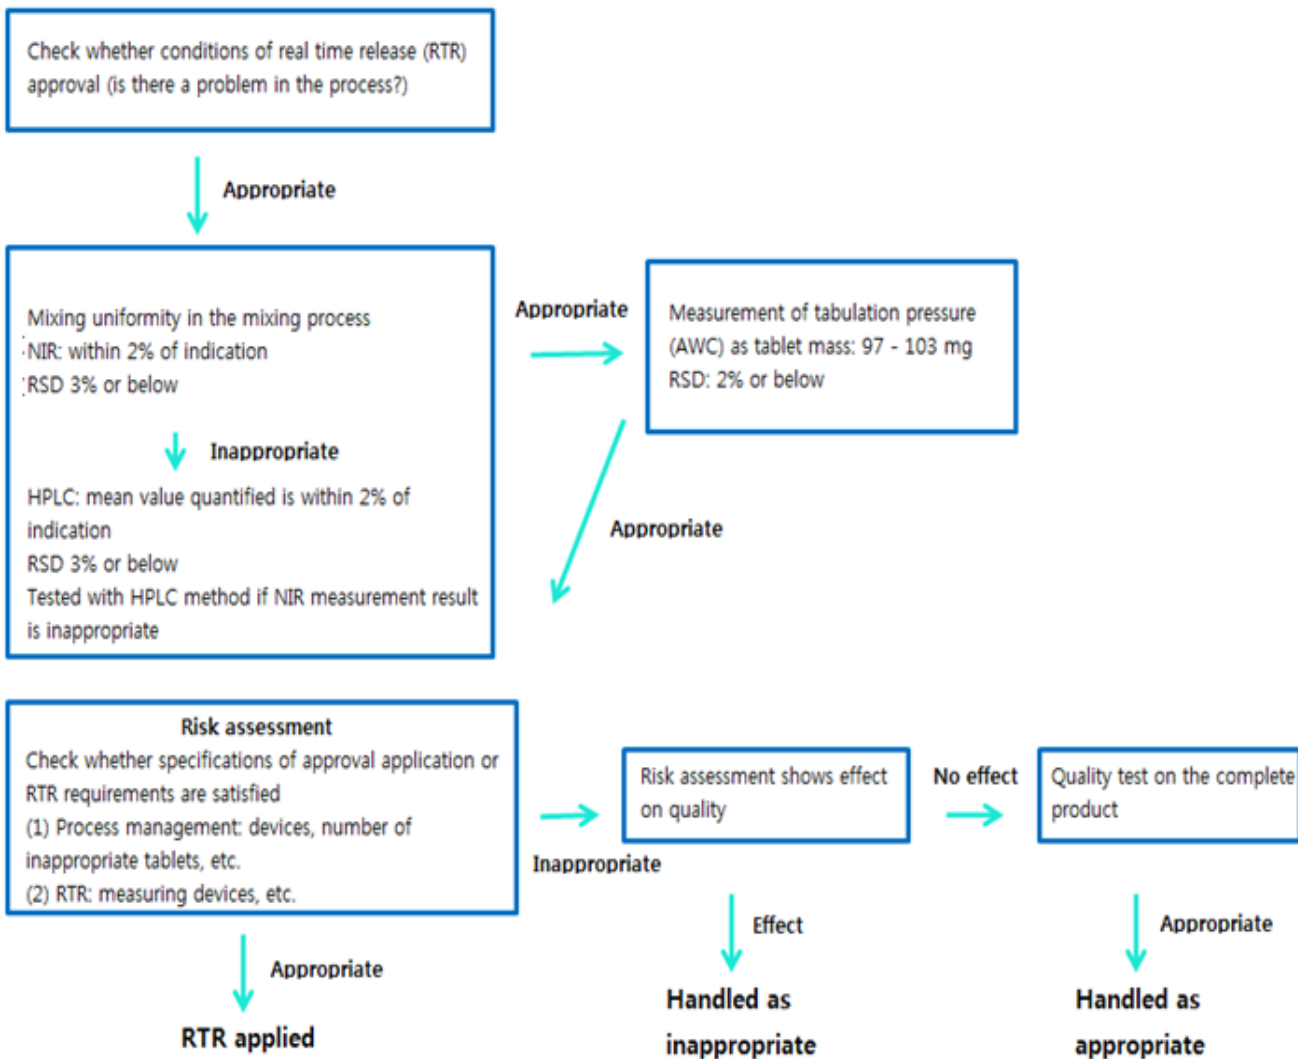 Check whether conditions of real time release (RTR)
approval (is there a problem in the process?)
Appropriate
Mixing uniformity in the mixing process
NIR: within 2% of indication
RSD 3% or below
Inappropriate
HPLC: mean value quantified is within 2% of
indication
RSD 3% or below
Tested with HPLC method if NIR measurement result
is inappropriate
Appropriate
Measurement of tabulation pressure
(AWC) as tablet mass: 97 - 103 mg
RSD: 2% or below
Appropriate
Risk assessment
Check whether specifications of approval application or
RTR requirements are satisfied
(1) Process management: devices, number of
inappropriate tablets, etc.
(2) RTR: measuring devices, etc.
Inappropriate
Risk assessment shows effect
on quality
No effect
Quality test on the complete
product
Appropriate
RTR applied
Effect
Handled as
inappropriate
Appropriate
Handled as
appropriate